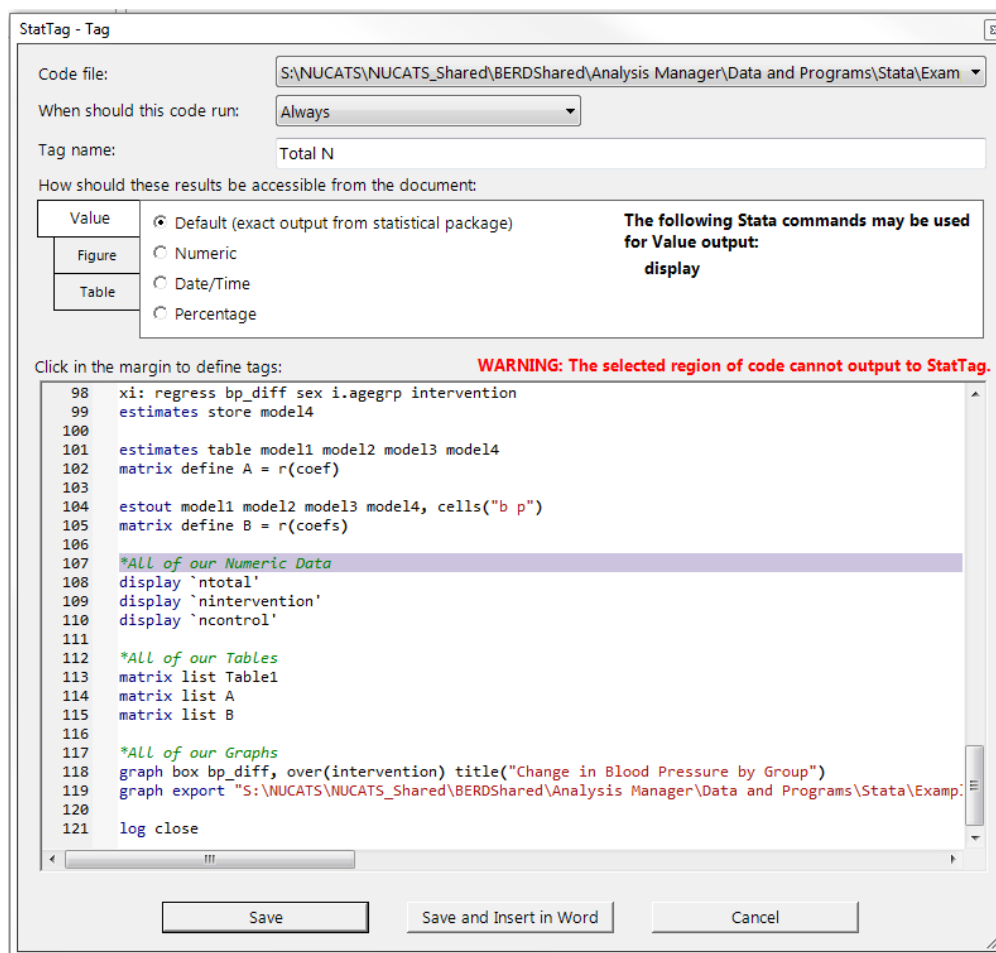 StatTag - Tag
Code file: S:\NUCATS\NUCATS_Shared\BERDShared\Analysis Manager\Data and Programs\Stata\Exam
When should this code run: Always
Tag name: Total N
How should these results be accessible from the document:
Value
Figure
Table
Default (exact output from statistical package)
Numeric
Date/Time
Percentage
The following Stata commands may be used
for Value output:
display
Click in the margin to define tags: WARNING: The selected region of code cannot output to StatTag.
98 xi: regress bp_diff sex i.agegrp intervention
99 estimates store model4
100
101 estimates table model1 model2 model3 model4
102 matrix define A = r(coef)
103
104 estout model1 model2 model3 model4, cells("b p")
105 matrix define B = r(coefs)
106
107 *All of our Numeric Data
108 display `ntotal'
109 display `nintervention'
110 display `ncontrol'
111
112 *All of our Tables
113 matrix list Table1
114 matrix list A
115 matrix list B
116
117 *All of our Graphs
118 graph box bp_diff, over(intervention) title("Change in Blood Pressure by Group")
119 graph export "S:\NUCATS\NUCATS_Shared\BERDShared\Analysis Manager\Data and Programs\Stata\Exampl
120
121 log close
Save
Save and Insert in Word
Cancel